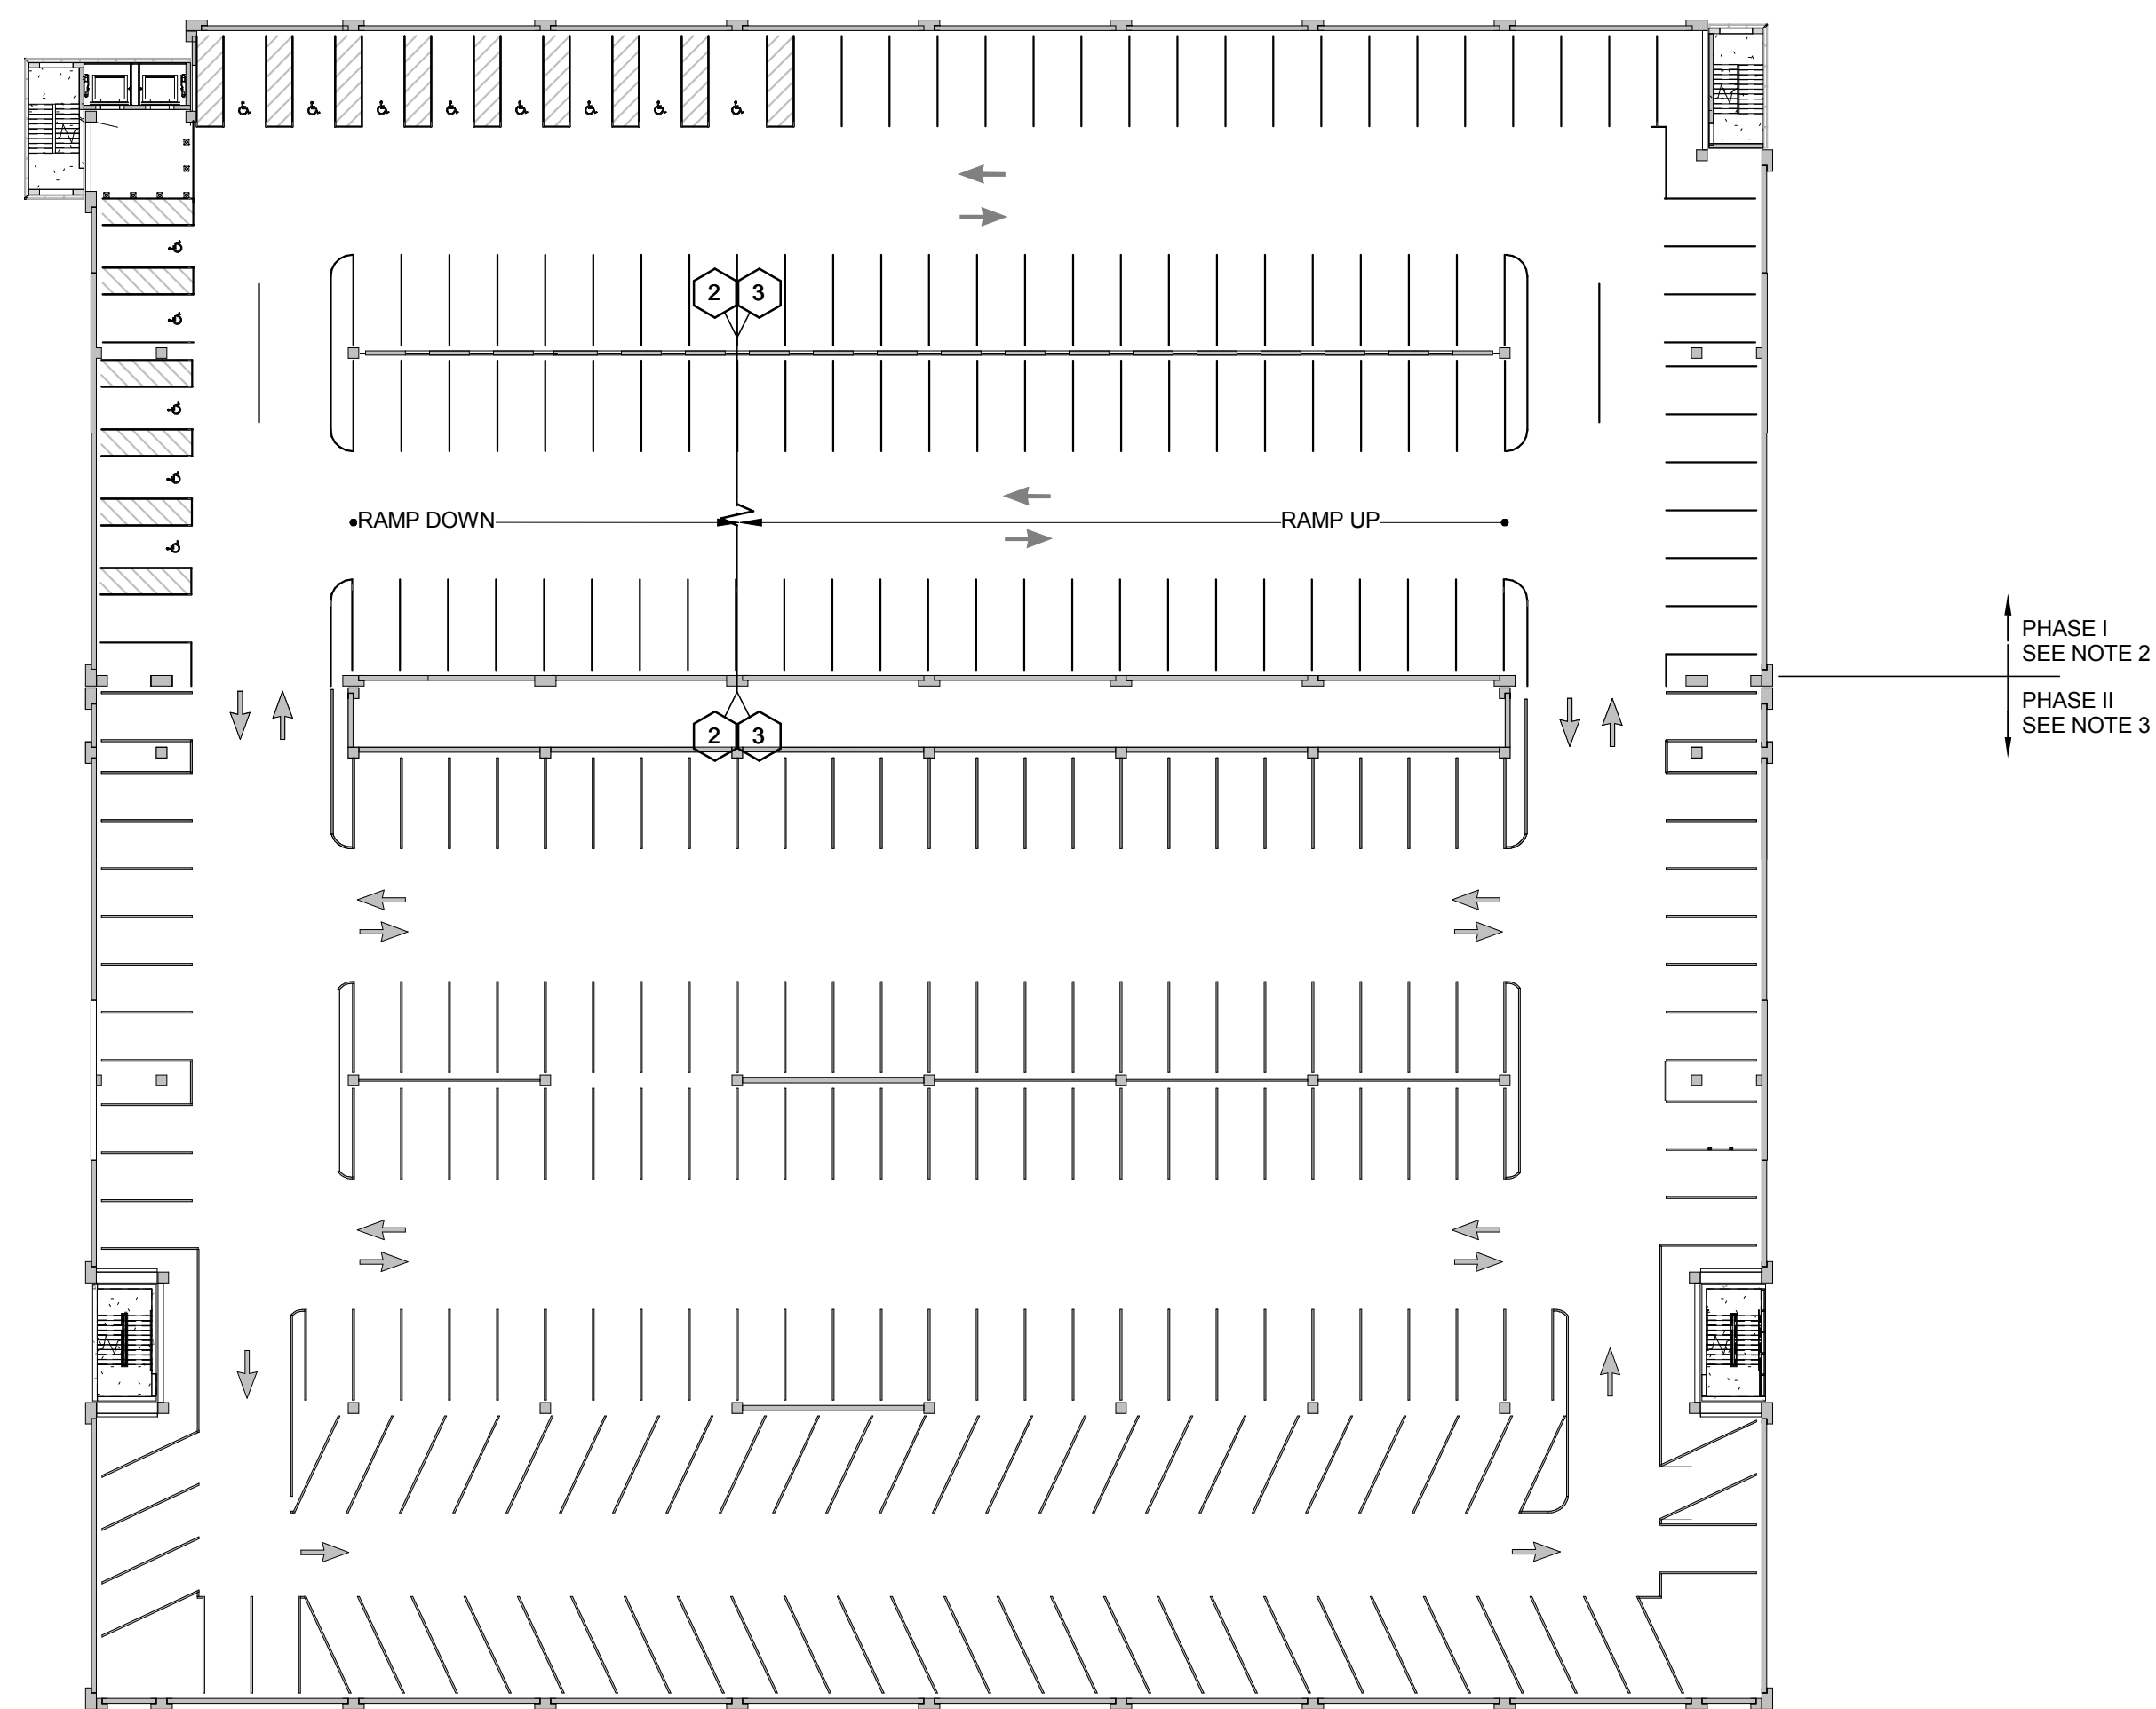 2 3
RAMP DOWN
RAMP UP
PHASE I
SEE NOTE 2
PHASE II
SEE NOTE 3
2 3